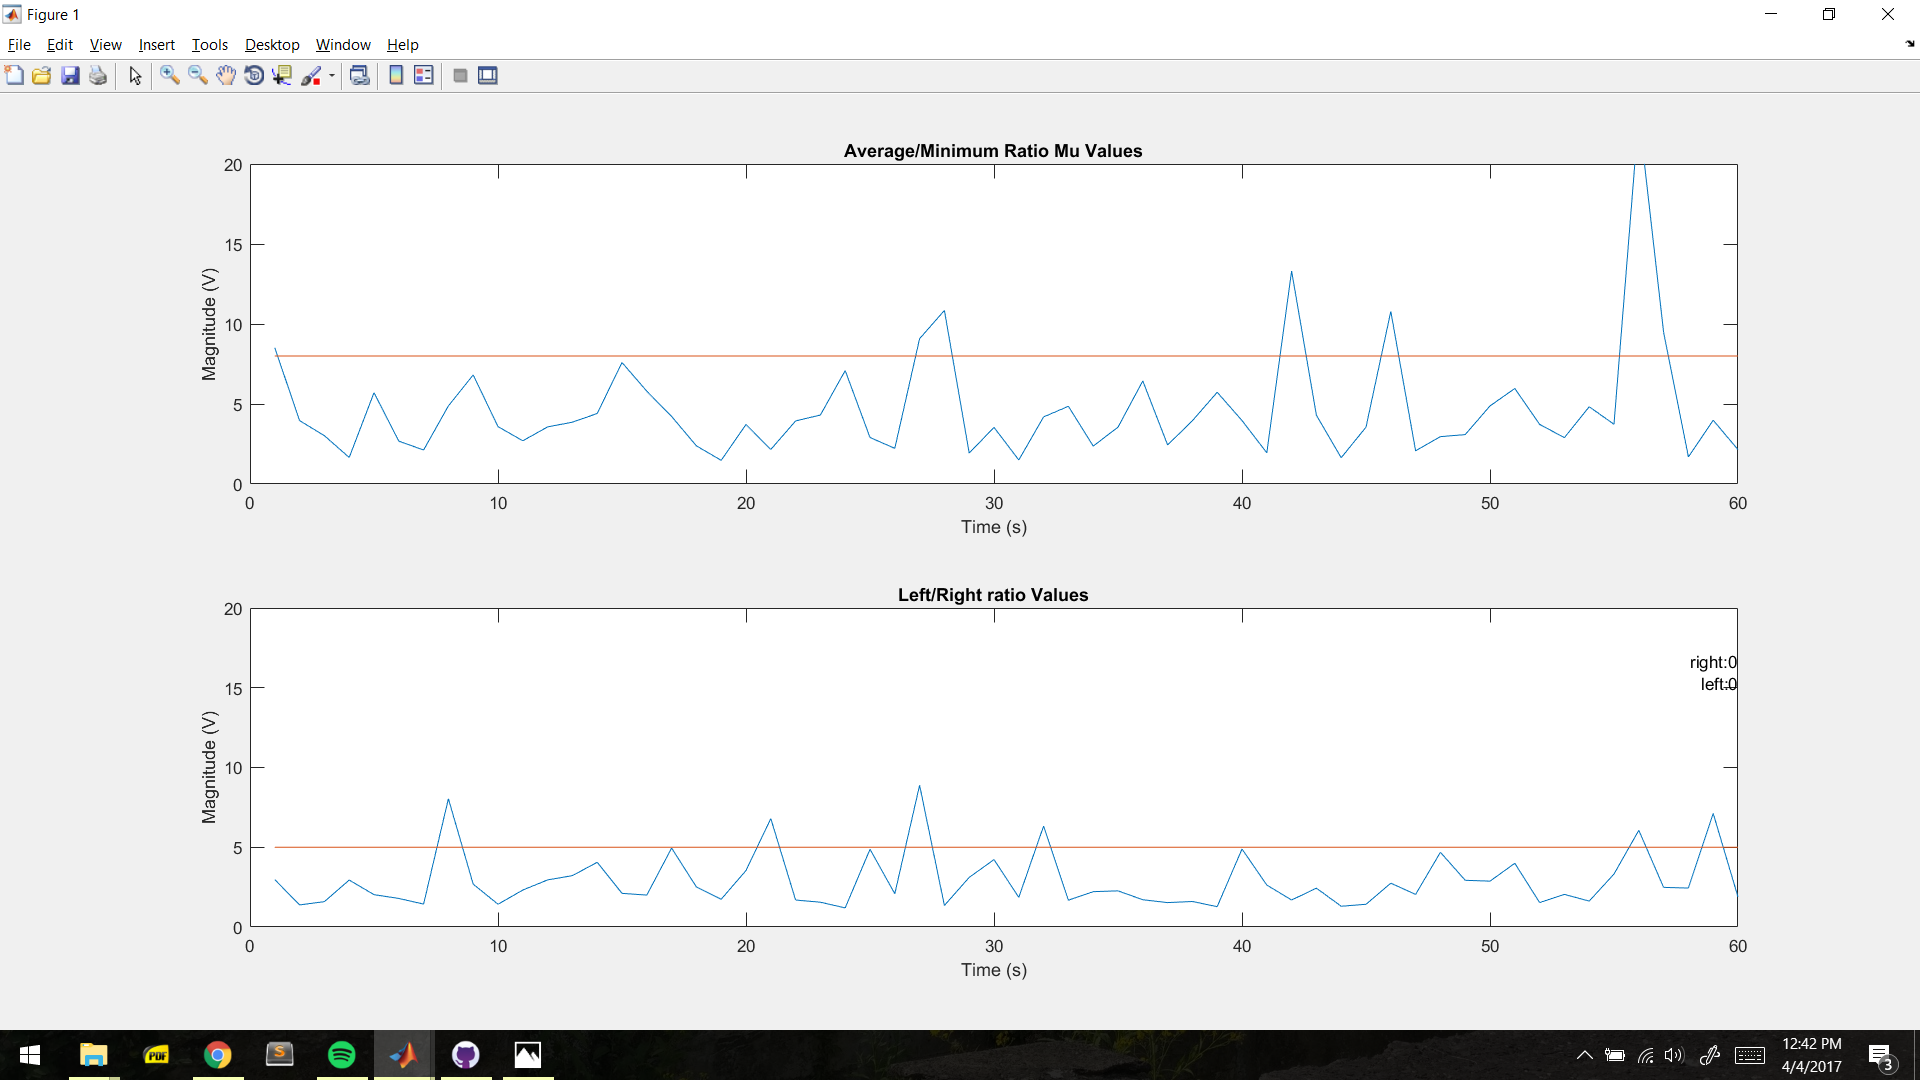 Figure 1
File Edit View Insert Tools Desktop Window Help
Average/Minimum Ratio Mu Values
20
15
10
5
0
Magnitude (V)
0 10 20 30 40 50 60
Time (s)
Left/Right ratio Values
20
15
10
5
0
Magnitude (V)
right:0
left:0
0 10 20 30 40 50 60
Time (s)
PDF
S
12:42 PM
4/4/2017
3